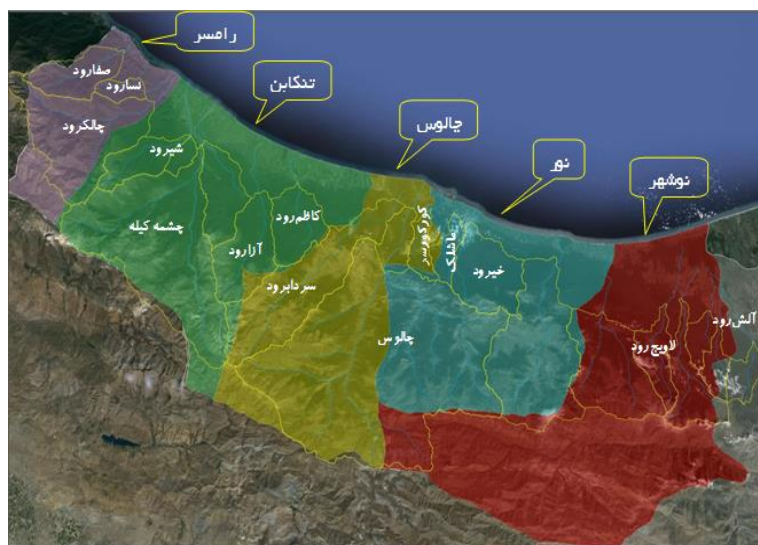 رامسر
تنکابن
چالوس
نور
نوشهر
صفارود
نسارود
چالکرود
شیرود
چشمه کیله
آزارود
کاظم‌رود
سردابرود
کورکورسر
ماشلک
خیرود
چالوس
لاویج‌رود
آلش‌رود